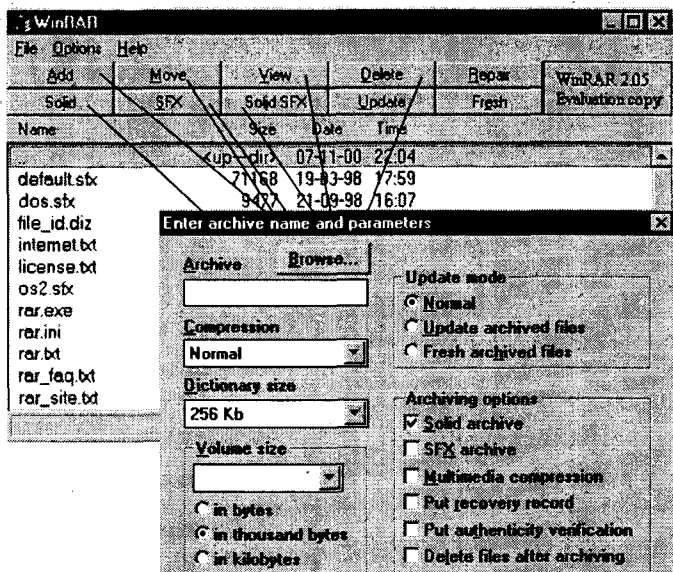 WinRAR
File Options Help
Add Move View Delete Repair
WinRAR 2.05
Evaluation copy
Solid SFX Solid SFX Update Fresh
Name Size Date Time
.. <up--dir> 07-11-00 22:04
default.sfx 71168 19-03-98 17:59
dos.sfx 9477 21-09-98 16:07
file_id.diz
internet.txt
license.txt
os2.sfx
rar.exe
rar.ini
rar.txt
rar_faq.txt
rar_site.txt
Enter archive name and parameters
Archive Browse...
Compression
Normal
Dictionary size
256 Kb
Volume size
in bytes
in thousand bytes
in kilobytes
Update mode
Normal
Update archived files
Fresh archived files
Archiving options
Solid archive
SFX archive
Multimedia compression
Put recovery record
Put authenticity verification
Delete files after archiving